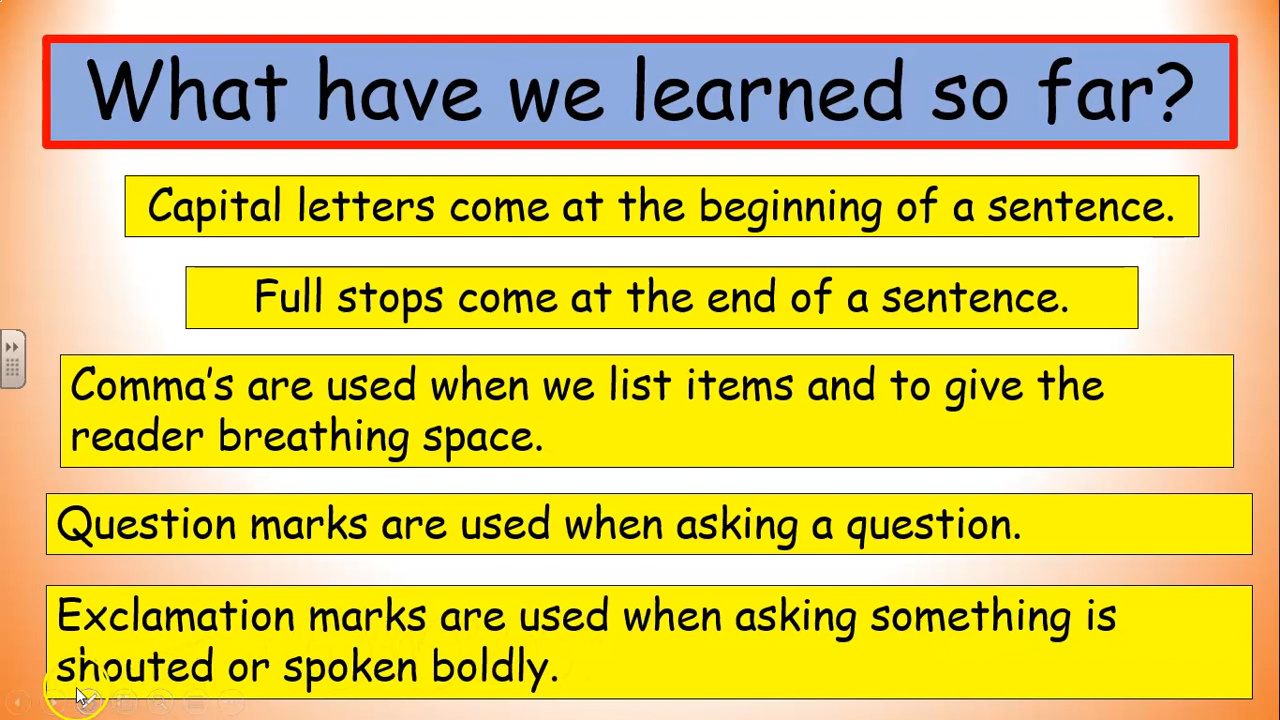 What have we learned so far?
Capital letters come at the beginning of a sentence.
Full stops come at the end of a sentence.
Comma's are used when we list items and to give the
reader breathing space.
Question marks are used when asking a question.
Exclamation marks are used when asking something is
shouted or spoken boldly.